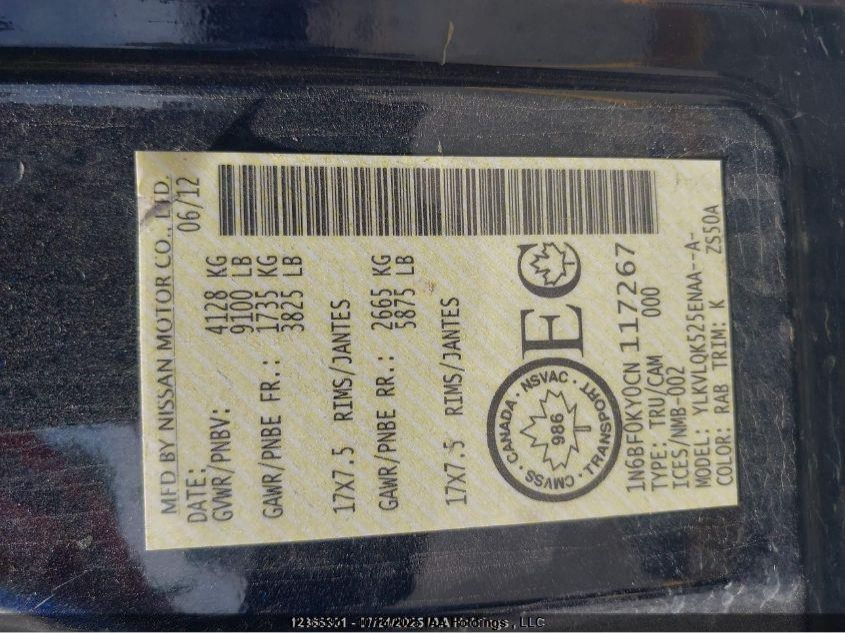 MFD BY NISSAN MOTOR CO., LTD.
DATE: 06/12
GVWR/PNBV: 4128 KG
9100 LB
GAWR/PNBE FR.: 1735 KG
3825 LB
17X7.5 RIMS/JANTES
GAWR/PNBE RR.: 2665 KG
5875 LB
17X7.5 RIMS/JANTES
CANADA · NSVAC · TRANSPORT · CMVSS ·
986
EC
1N6BF0KY0CN 117267
TYPE: TRU/CAM 000
ICES/NMB-002
MODEL: YLKVLQK525ENAA--A-
COLOR: RAB TRIM: K ZS50A
12366301 - 07/24/2025 IAA Holdings , LLC